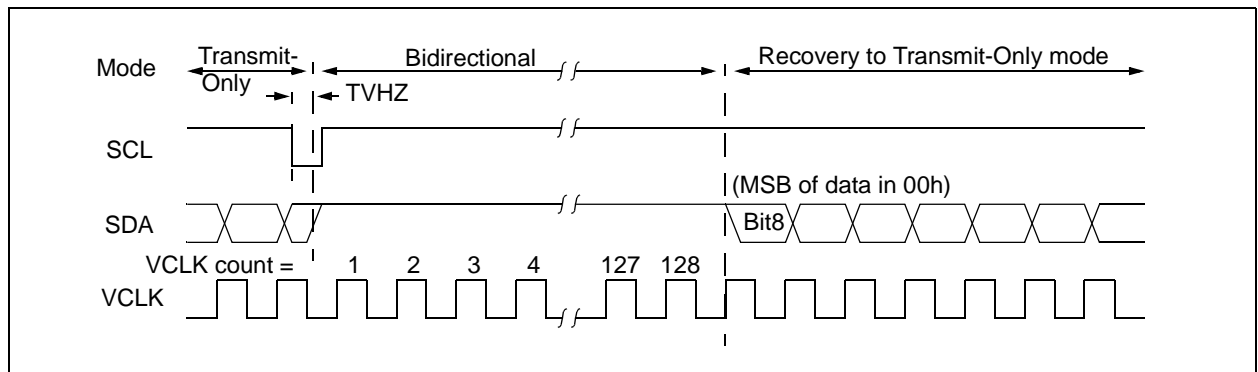 Mode
Transmit-
Only
Bidirectional
Recovery to Transmit-Only mode
TVHZ
SCL
(MSB of data in 00h)
SDA
Bit8
VCLK count = 1 2 3 4 127 128
VCLK